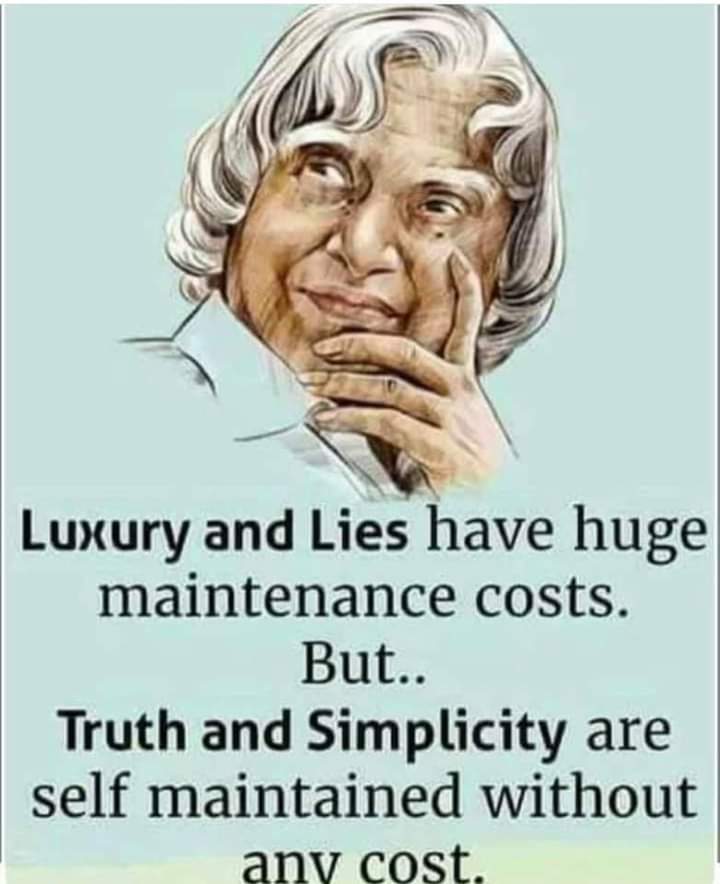 Luxury and Lies have huge
maintenance costs.
But..
Truth and Simplicity are
self maintained without
any cost.